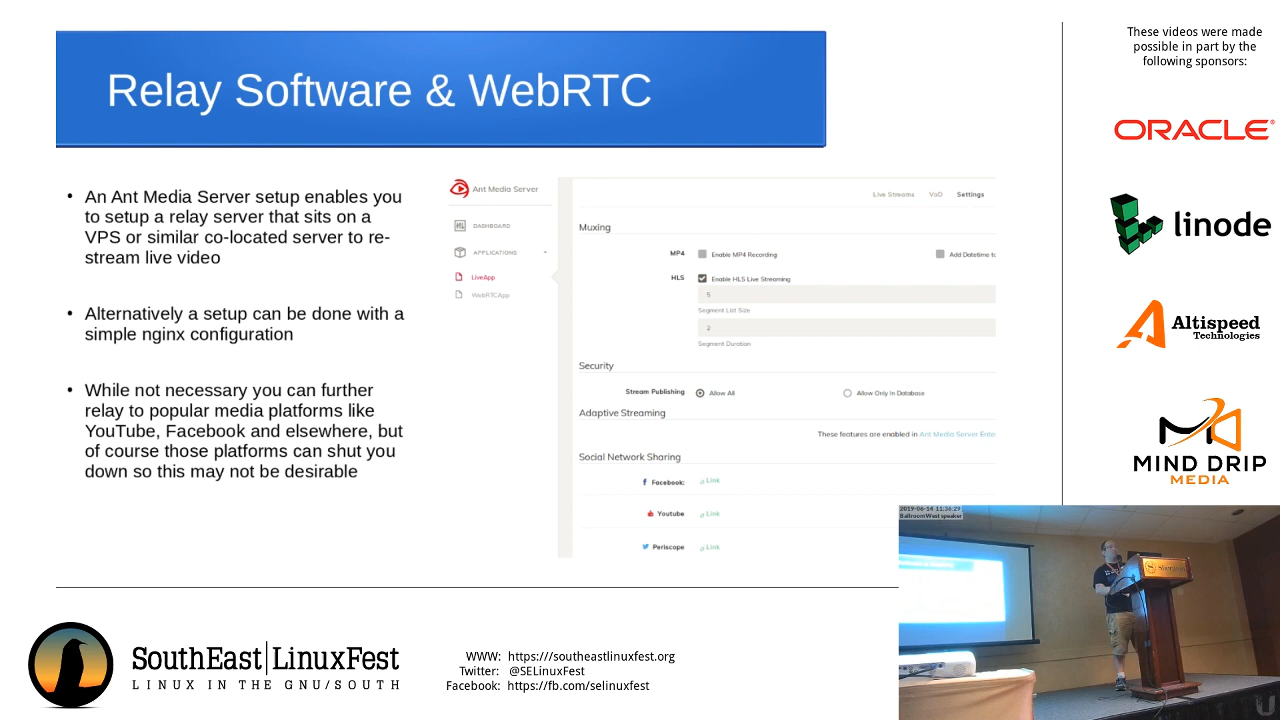 Relay Software & WebRTC
• An Ant Media Server setup enables you
to setup a relay server that sits on a
VPS or similar co-located server to re-
stream live video
• Alternatively a setup can be done with a
simple nginx configuration
• While not necessary you can further
relay to popular media platforms like
YouTube, Facebook and elsewhere, but
of course those platforms can shut you
down so this may not be desirable
Ant Media Server
DASHBOARD
APPLICATIONS
LiveApp
WebRTCApp
Live Streams VoD Settings
Muxing
MP4 Enable MP4 Recording Add Datetime to
HLS Enable HLS Live Streaming
5
Segment List Size
2
Segment Duration
Security
Stream Publishing Allow All Allow Only In Database
Adaptive Streaming
These features are enabled in Ant Media Server Ente
Social Network Sharing
Facebook: Link
Youtube Link
Periscope Link
These videos were made
possible in part by the
following sponsors:
ORACLE®
linode
Altispeed
Technologies
MIND DRIP
MEDIA
2019-06-14 11:36:29
BallroomWest speaker
Sheraton
SouthEast LinuxFest
LINUX IN THE GNU/SOUTH
WWW: https:///southeastlinuxfest.org
Twitter: @SELinuxFest
Facebook: https://fb.com/selinuxfest